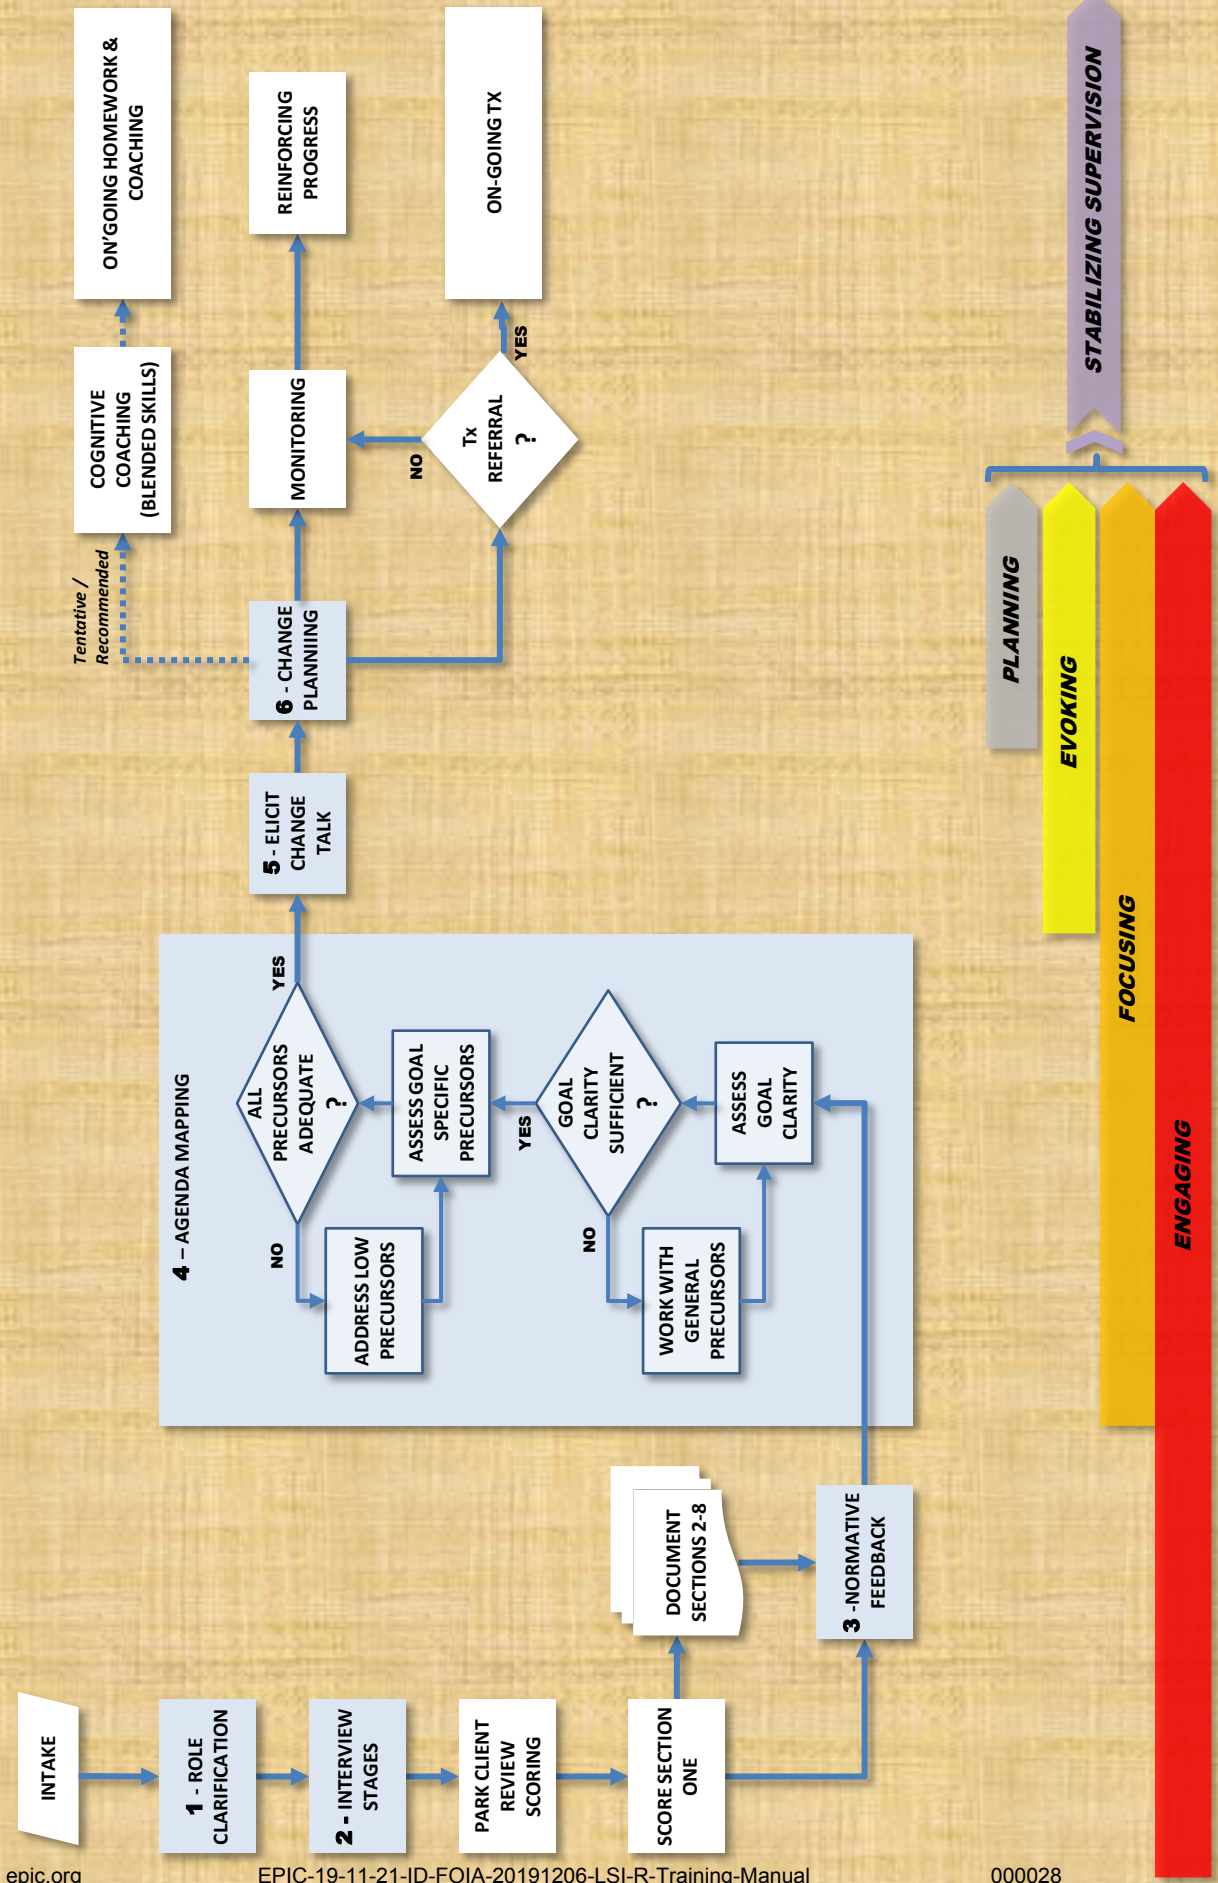 INTAKE
1 - ROLE
CLARIFICATION
2 - INTERVIEW
STAGES
PARK CLIENT
REVIEW
SCORING
SCORE SECTION
ONE
DOCUMENT
SECTIONS 2-8
3 -NORMATIVE
FEEDBACK
4 – AGENDA MAPPING
ASSESS
GOAL
CLARITY
GOAL
CLARITY
SUFFICIENT
?
NO
YES
WORK WITH
GENERAL
PRECURSORS
ASSESS GOAL
SPECIFIC
PRECURSORS
ALL
PRECURSORS
ADEQUATE
?
NO
YES
ADDRESS LOW
PRECURSORS
5 - ELICIT
CHANGE
TALK
6 - CHANGE
PLANNIING
Tentative /
Recommended
COGNITIVE
COACHING
(BLENDED SKILLS)
ON'GOING HOMEWORK &
COACHING
MONITORING
REINFORCING
PROGRESS
Tx
REFERRAL
?
NO
YES
ON-GOING TX
PLANNING
EVOKING
FOCUSING
ENGAGING
STABILIZING SUPERVISION
epic.org
EPIC-19-11-21-ID-FOIA-20191206-LSI-R-Training-Manual
000028